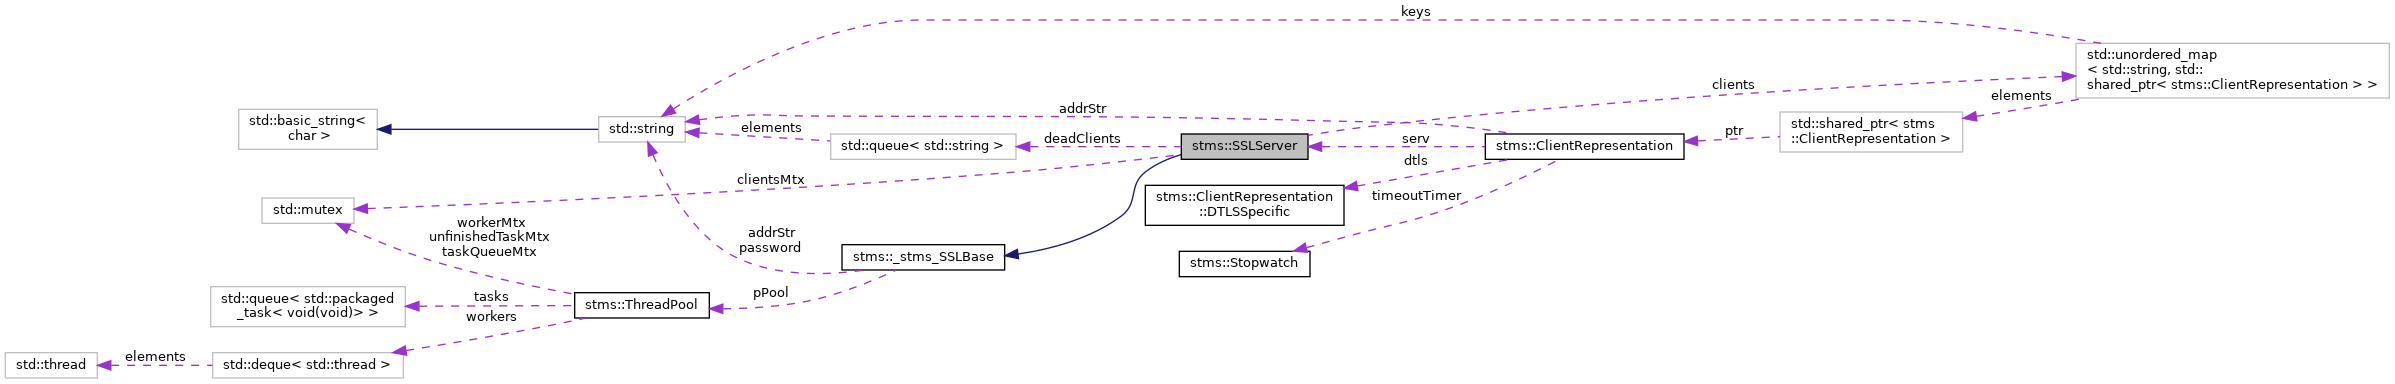 keys
std::unordered_map
< std::string, std::
shared_ptr< stms::ClientRepresentation > >
clients
elements
addrStr
std::basic_string<
char >
std::string
elements
std::queue< std::string >
deadClients
stms::SSLServer
serv
stms::ClientRepresentation
ptr
std::shared_ptr< stms
::ClientRepresentation >
dtls
clientsMtx
stms::ClientRepresentation
::DTLSSpecific
timeoutTimer
std::mutex
workerMtx
unfinishedTaskMtx
taskQueueMtx
addrStr
password
stms::_stms_SSLBase
stms::Stopwatch
pPool
std::queue< std::packaged
_task< void(void)> >
tasks
stms::ThreadPool
workers
std::thread
elements
std::deque< std::thread >